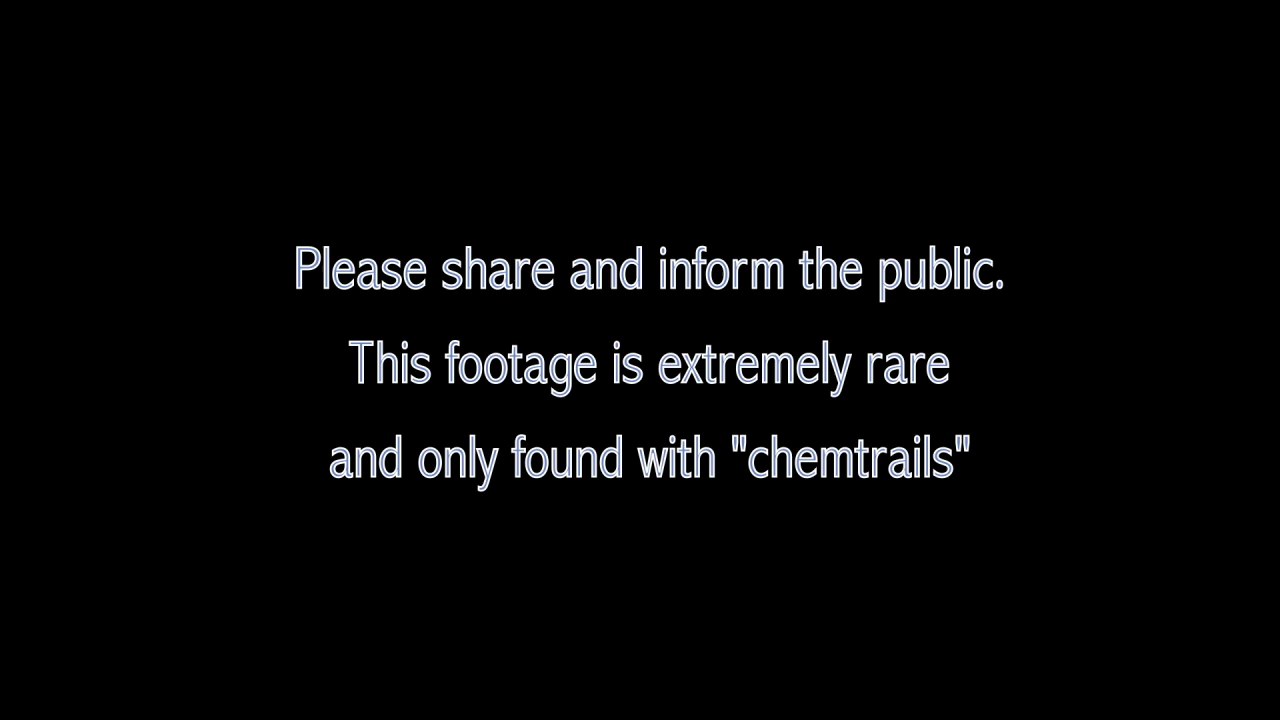 Please share and inform the public.
This footage is extremely rare
and only found with "chemtrails"